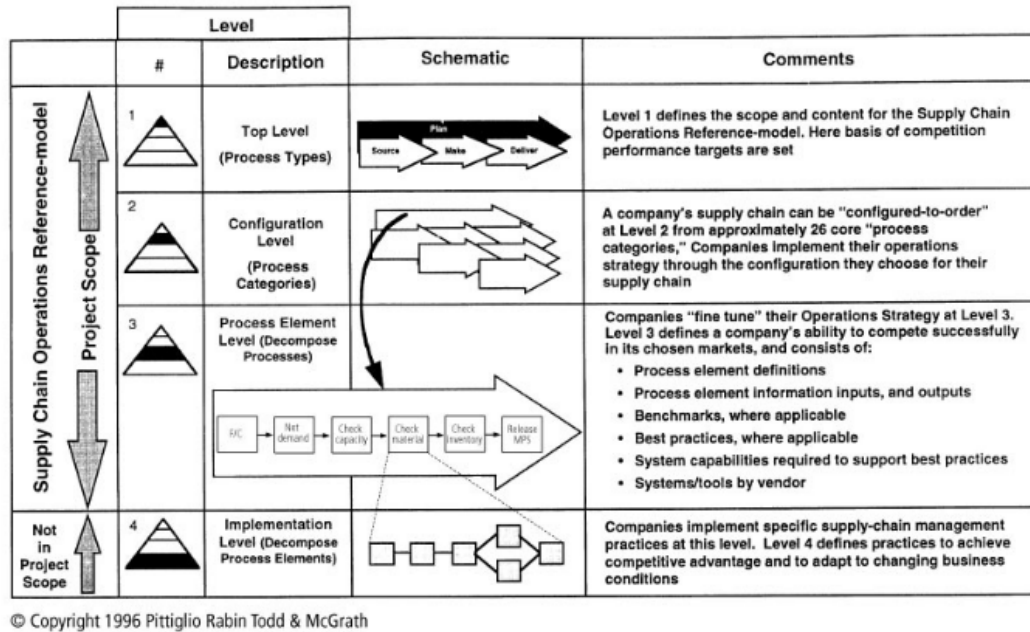 Level
#
Description
Schematic
Comments
Supply Chain Operations Reference-model
Project Scope
1
Top Level
(Process Types)
Plan
Source
Make
Deliver
Level 1 defines the scope and content for the Supply Chain
Operations Reference-model. Here basis of competition
performance targets are set
2
Configuration
Level
(Process
Categories)
A company's supply chain can be "configured-to-order"
at Level 2 from approximately 26 core "process
categories," Companies implement their operations
strategy through the configuration they choose for their
supply chain
3
Process Element
Level (Decompose
Processes)
Companies "fine tune" their Operations Strategy at Level 3.
Level 3 defines a company's ability to compete successfully
in its chosen markets, and consists of:
• Process element definitions
• Process element information inputs, and outputs
• Benchmarks, where applicable
• Best practices, where applicable
• System capabilities required to support best practices
• Systems/tools by vendor
Net
demand
Check
capacity
Check
material
Check
inventory
Release
MPS
Not
in
Project
Scope
4
Implementation
Level (Decompose
Process Elements)
Companies implement specific supply-chain management
practices at this level. Level 4 defines practices to achieve
competitive advantage and to adapt to changing business
conditions
© Copyright 1996 Pittiglio Rabin Todd & McGrath